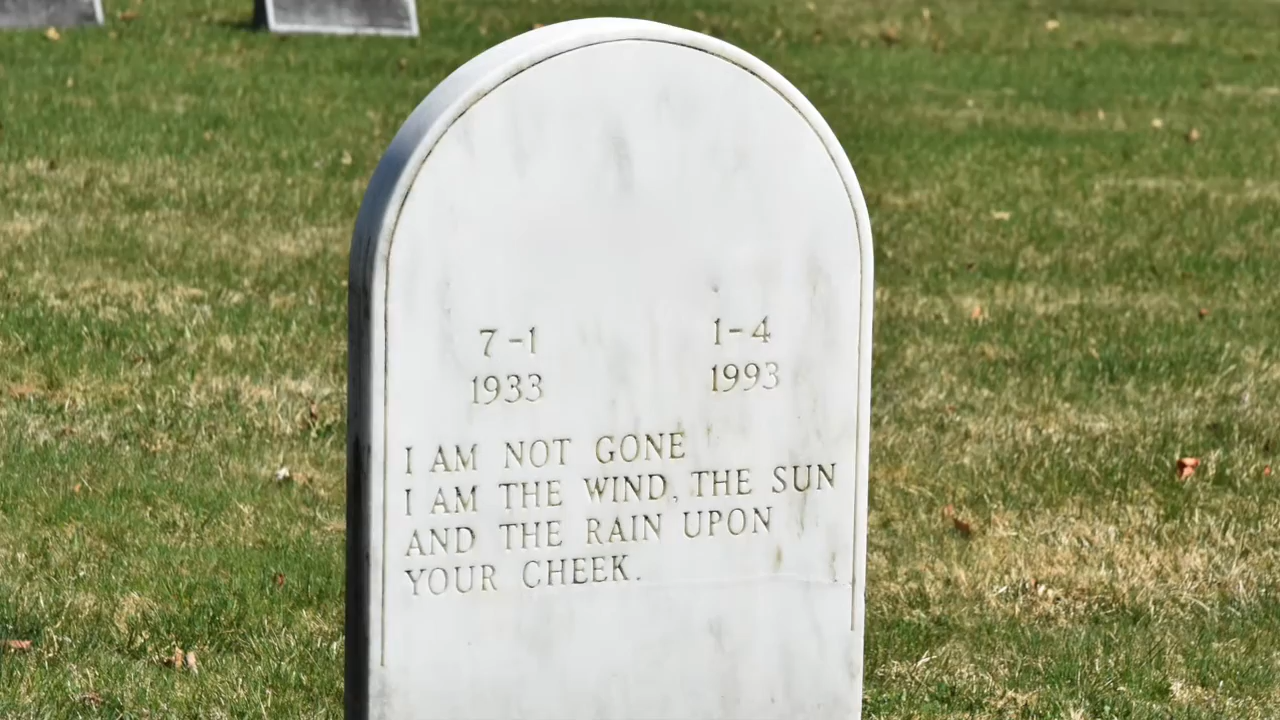 7-1 1-4
1933 1993
I AM NOT GONE
I AM THE WIND, THE SUN
AND THE RAIN UPON
YOUR CHEEK.